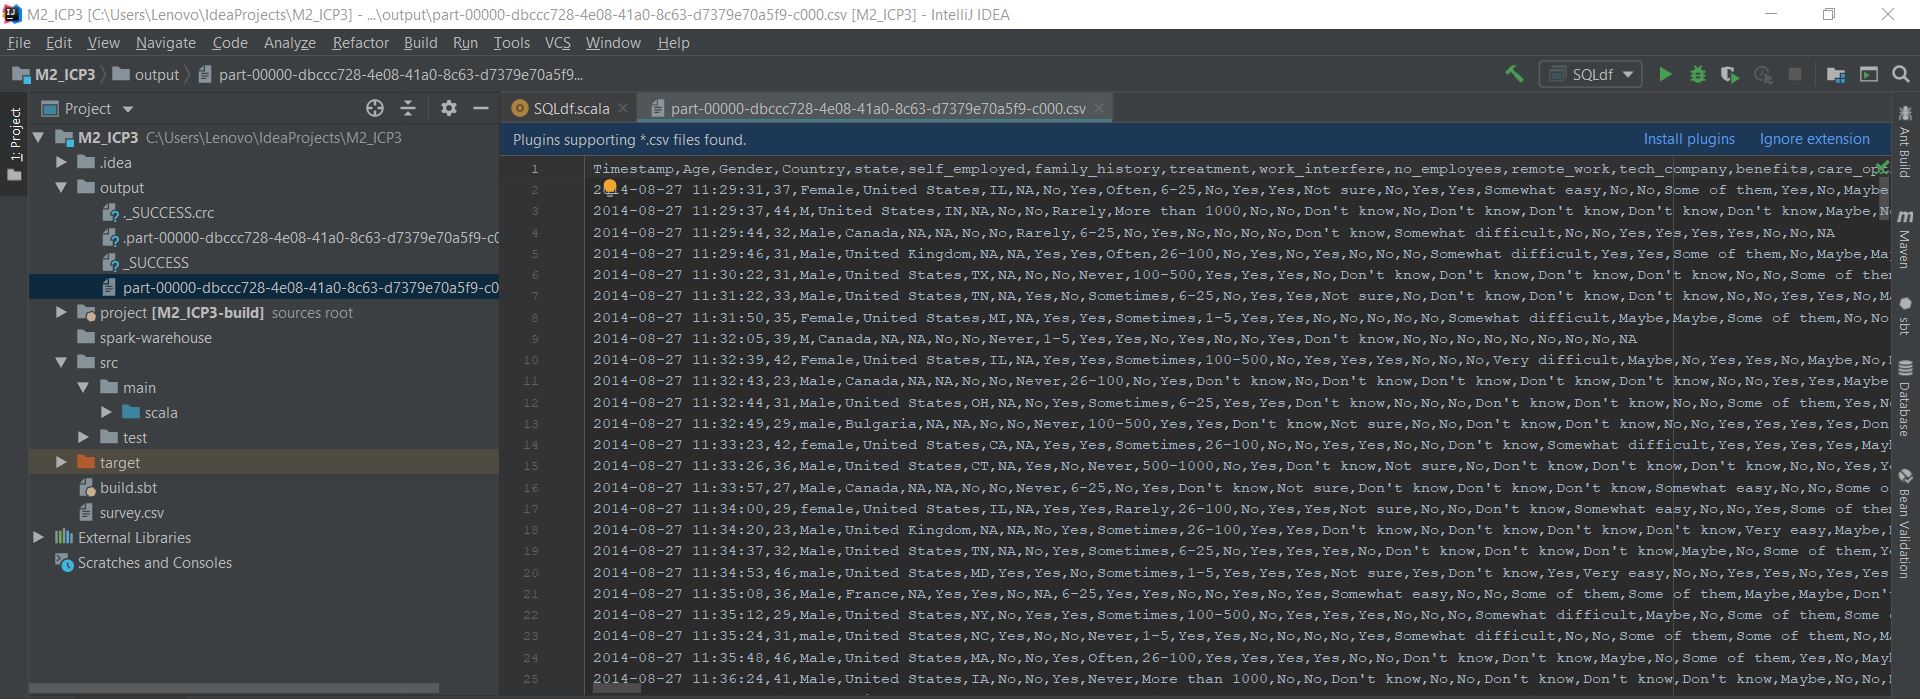 M2_ICP3 [C:\Users\Lenovo\IdeaProjects\M2_ICP3] - ...\output\part-00000-dbccc728-4e08-41a0-8c63-d7379e70a5f9-c000.csv [M2_ICP3] - IntelliJ IDEA
File Edit View Navigate Code Analyze Refactor Build Run Tools VCS Window Help
M2_ICP3 output part-00000-dbccc728-4e08-41a0-8c63-d7379e70a5f9...
SQLdf
1: Project
Project
M2_ICP3 C:\Users\Lenovo\IdeaProjects\M2_ICP3
.idea
output
._SUCCESS.crc
.part-00000-dbccc728-4e08-41a0-8c63-d7379e70a5f9-c0
_SUCCESS
part-00000-dbccc728-4e08-41a0-8c63-d7379e70a5f9-c0
project [M2_ICP3-build] sources root
spark-warehouse
src
main
scala
test
target
build.sbt
survey.csv
External Libraries
Scratches and Consoles
SQLdf.scala part-00000-dbccc728-4e08-41a0-8c63-d7379e70a5f9-c000.csv
Plugins supporting *.csv files found. Install plugins Ignore extension
1 Timestamp,Age,Gender,Country,state,self_employed,family_history,treatment,work_interfere,no_employees,remote_work,tech_company,benefits,care_op
2 2014-08-27 11:29:31,37,Female,United States,IL,NA,No,Yes,Often,6-25,No,Yes,Yes,Not sure,No,Yes,Yes,Somewhat easy,No,No,Some of them,Yes,No,Maybe
3 2014-08-27 11:29:37,44,M,United States,IN,NA,No,No,Rarely,More than 1000,No,No,Don't know,No,Don't know,Don't know,Don't know,Don't know,Maybe,N
4 2014-08-27 11:29:44,32,Male,Canada,NA,NA,No,No,Rarely,6-25,No,Yes,No,No,No,No,Don't know,Somewhat difficult,No,No,Yes,Yes,Yes,Yes,No,No,NA
5 2014-08-27 11:29:46,31,Male,United Kingdom,NA,NA,Yes,Yes,Often,26-100,No,Yes,No,Yes,No,No,No,Somewhat difficult,Yes,Yes,Some of them,No,Maybe,Ma
6 2014-08-27 11:30:22,31,Male,United States,TX,NA,No,No,Never,100-500,Yes,Yes,Yes,No,Don't know,Don't know,Don't know,Don't know,No,No,Some of the
7 2014-08-27 11:31:22,33,Male,United States,TN,NA,Yes,No,Sometimes,6-25,No,Yes,Yes,Not sure,No,Don't know,Don't know,Don't know,No,No,Yes,Yes,No,M
8 2014-08-27 11:31:50,35,Female,United States,MI,NA,Yes,Yes,Sometimes,1-5,Yes,Yes,No,No,No,No,No,Somewhat difficult,Maybe,Maybe,Some of them,No,No
9 2014-08-27 11:32:05,39,M,Canada,NA,NA,No,No,Never,1-5,Yes,Yes,No,Yes,No,No,Yes,Don't know,No,No,No,No,No,No,No,No,NA
10 2014-08-27 11:32:39,42,Female,United States,IL,NA,Yes,Yes,Sometimes,100-500,No,Yes,Yes,Yes,No,No,No,Very difficult,Maybe,No,Yes,Yes,No,Maybe,No,
11 2014-08-27 11:32:43,23,Male,Canada,NA,NA,No,No,Never,26-100,No,Yes,Don't know,No,Don't know,Don't know,Don't know,Don't know,No,No,Yes,Yes,Maybe
12 2014-08-27 11:32:44,31,Male,United States,OH,NA,No,Yes,Sometimes,6-25,Yes,Yes,Don't know,No,No,No,Don't know,Don't know,No,No,Some of them,Yes,N
13 2014-08-27 11:32:49,29,male,Bulgaria,NA,NA,No,No,Never,100-500,Yes,Yes,Don't know,Not sure,No,No,Don't know,Don't know,No,No,Yes,Yes,Yes,Yes,Don
14 2014-08-27 11:33:23,42,female,United States,CA,NA,Yes,Yes,Sometimes,26-100,No,No,Yes,Yes,No,No,Don't know,Somewhat difficult,Yes,Yes,Yes,Yes,May
15 2014-08-27 11:33:26,36,Male,United States,CT,NA,Yes,No,Never,500-1000,No,Yes,Don't know,Not sure,No,Don't know,Don't know,Don't know,No,No,Yes,Y
16 2014-08-27 11:33:57,27,Male,Canada,NA,NA,No,No,Never,6-25,No,Yes,Don't know,Not sure,Don't know,Don't know,Don't know,Somewhat easy,No,No,Some o
17 2014-08-27 11:34:00,29,female,United States,IL,NA,Yes,Yes,Rarely,26-100,No,Yes,Yes,Not sure,No,No,Don't know,Somewhat easy,No,No,Yes,Some of the
18 2014-08-27 11:34:20,23,Male,United Kingdom,NA,NA,No,Yes,Sometimes,26-100,Yes,Yes,Don't know,No,Don't know,Don't know,Don't know,Very easy,Maybe,
19 2014-08-27 11:34:37,32,Male,United States,TN,NA,No,Yes,Sometimes,6-25,No,Yes,Yes,Yes,No,Don't know,Don't know,Don't know,Maybe,No,Some of them,Y
20 2014-08-27 11:34:53,46,male,United States,MD,Yes,Yes,No,Sometimes,1-5,Yes,Yes,Yes,Not sure,Yes,Don't know,Yes,Very easy,No,No,Yes,Yes,No,Yes,Yes
21 2014-08-27 11:35:08,36,Male,France,NA,Yes,Yes,No,NA,6-25,Yes,Yes,No,No,Yes,No,Yes,Somewhat easy,No,No,Some of them,Some of them,Maybe,Maybe,Don'
22 2014-08-27 11:35:12,29,Male,United States,NY,No,Yes,Yes,Sometimes,100-500,No,Yes,Yes,No,No,No,No,Somewhat difficult,Maybe,No,Some of them,Some
23 2014-08-27 11:35:24,31,male,United States,NC,Yes,No,No,Never,1-5,Yes,Yes,No,No,No,No,Yes,Somewhat difficult,No,No,Some of them,Some of them,No,M
24 2014-08-27 11:35:48,46,Male,United States,MA,No,No,Yes,Often,26-100,Yes,Yes,Yes,Yes,No,No,Don't know,Don't know,Maybe,No,Some of them,Yes,No,May
25 2014-08-27 11:36:24,41,Male,United States,IA,No,No,Yes,Never,More than 1000,No,No,Don't know,No,Don't know,Don't know,Don't know,Maybe,No,No,
Ant Build
Maven
sbt
Database
Bean Validation